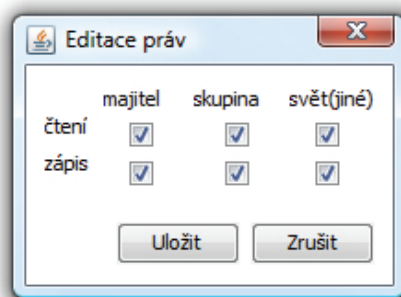 Editace práv
majitel skupina svět(jiné)
čtení
zápis
Uložit Zrušit